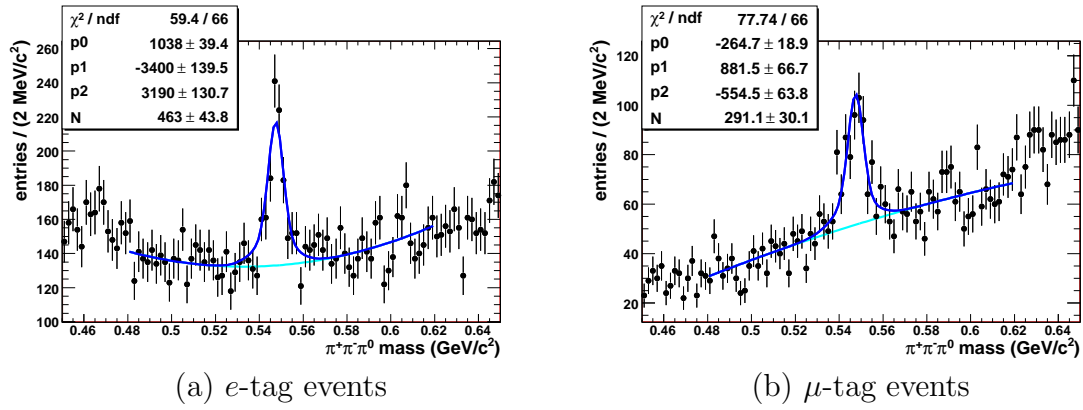 χ² / ndf 59.4 / 66
p0 1038 ± 39.4
p1 -3400 ± 139.5
p2 3190 ± 130.7
N 463 ± 43.8
entries / (2 MeV/c²)
260
240
220
200
180
160
140
120
100
0.46 0.48 0.5 0.52 0.54 0.56 0.58 0.6 0.62 0.64
π⁺π⁻π⁰ mass (GeV/c²)
(a) e-tag events
χ² / ndf 77.74 / 66
p0 -264.7 ± 18.9
p1 881.5 ± 66.7
p2 -554.5 ± 63.8
N 291.1 ± 30.1
entries / (2 MeV/c²)
120
100
80
60
40
20
0.46 0.48 0.5 0.52 0.54 0.56 0.58 0.6 0.62 0.64
π⁺π⁻π⁰ mass (GeV/c²)
(b) μ-tag events